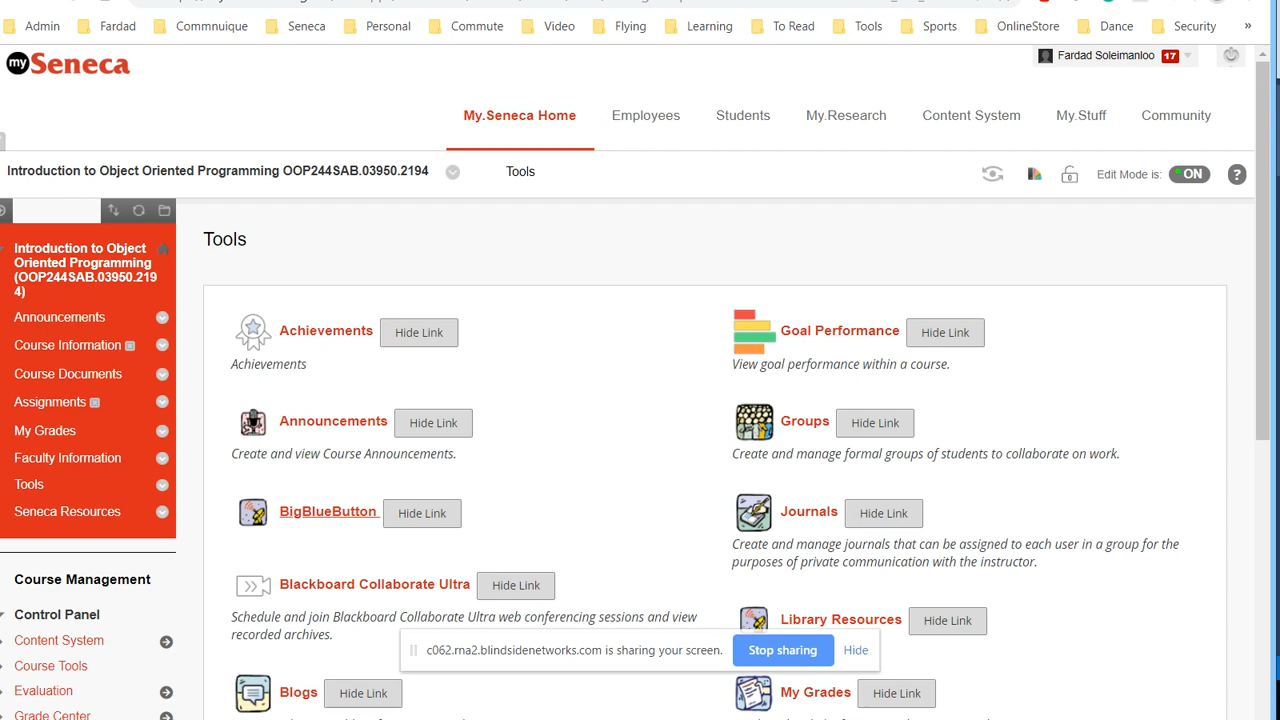 Admin Fardad Commnuique Seneca Personal Commute Video Flying Learning To Read Tools Sports OnlineStore Dance Security »
mySeneca
Fardad Soleimanloo 17
My.Seneca Home Employees Students My.Research Content System My.Stuff Community
Introduction to Object Oriented Programming OOP244SAB.03950.2194 Tools Edit Mode is: ON ?
Introduction to Object
Oriented Programming
(OOP244SAB.03950.219
4)
Announcements
Course Information
Course Documents
Assignments
My Grades
Faculty Information
Tools
Seneca Resources
Course Management
Control Panel
Content System
Course Tools
Evaluation
Grade Center
Tools
Achievements Hide Link
Achievements
Announcements Hide Link
Create and view Course Announcements.
BigBlueButton Hide Link
Blackboard Collaborate Ultra Hide Link
Schedule and join Blackboard Collaborate Ultra web conferencing sessions and view
recorded archives.
Blogs Hide Link
Goal Performance Hide Link
View goal performance within a course.
Groups Hide Link
Create and manage formal groups of students to collaborate on work.
Journals Hide Link
Create and manage journals that can be assigned to each user in a group for the
purposes of private communication with the instructor.
Library Resources Hide Link
My Grades Hide Link
c062.rna2.blindsidenetworks.com is sharing your screen. Stop sharing Hide